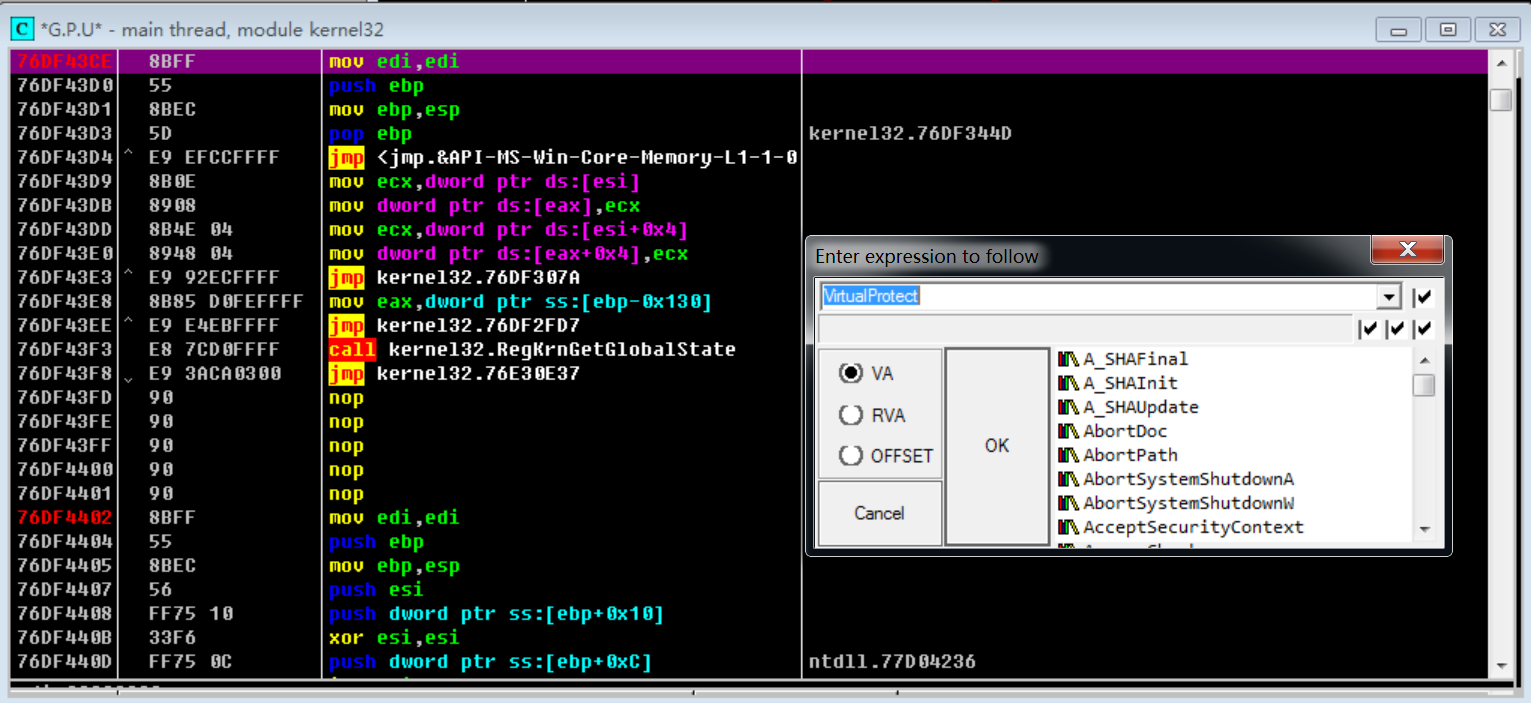 C *G.P.U* - main thread, module kernel32
76DF43CE 8BFF mov edi,edi
76DF43D0 55 push ebp
76DF43D1 8BEC mov ebp,esp
76DF43D3 5D pop ebp kernel32.76DF344D
76DF43D4 ^ E9 EFCCFFFF jmp <jmp.&API-MS-Win-Core-Memory-L1-1-0
76DF43D9 8B0E mov ecx,dword ptr ds:[esi]
76DF43DB 8908 mov dword ptr ds:[eax],ecx
76DF43DD 8B4E 04 mov ecx,dword ptr ds:[esi+0x4]
76DF43E0 8948 04 mov dword ptr ds:[eax+0x4],ecx
76DF43E3 ^ E9 92ECFFFF jmp kernel32.76DF307A
76DF43E8 8B85 D0FEFFFF mov eax,dword ptr ss:[ebp-0x130]
76DF43EE ^ E9 E4EBFFFF jmp kernel32.76DF2FD7
76DF43F3 E8 7CD0FFFF call kernel32.RegKrnGetGlobalState
76DF43F8 E9 3ACA0300 jmp kernel32.76E30E37
76DF43FD 90 nop
76DF43FE 90 nop
76DF43FF 90 nop
76DF4400 90 nop
76DF4401 90 nop
76DF4402 8BFF mov edi,edi
76DF4404 55 push ebp
76DF4405 8BEC mov ebp,esp
76DF4407 56 push esi
76DF4408 FF75 10 push dword ptr ss:[ebp+0x10]
76DF440B 33F6 xor esi,esi
76DF440D FF75 0C push dword ptr ss:[ebp+0xC] ntdll.77D04236
Enter expression to follow
VirtualProtect
VA
RVA
OFFSET
Cancel
OK
A_SHAFinal
A_SHAInit
A_SHAUpdate
AbortDoc
AbortPath
AbortSystemShutdownA
AbortSystemShutdownW
AcceptSecurityContext